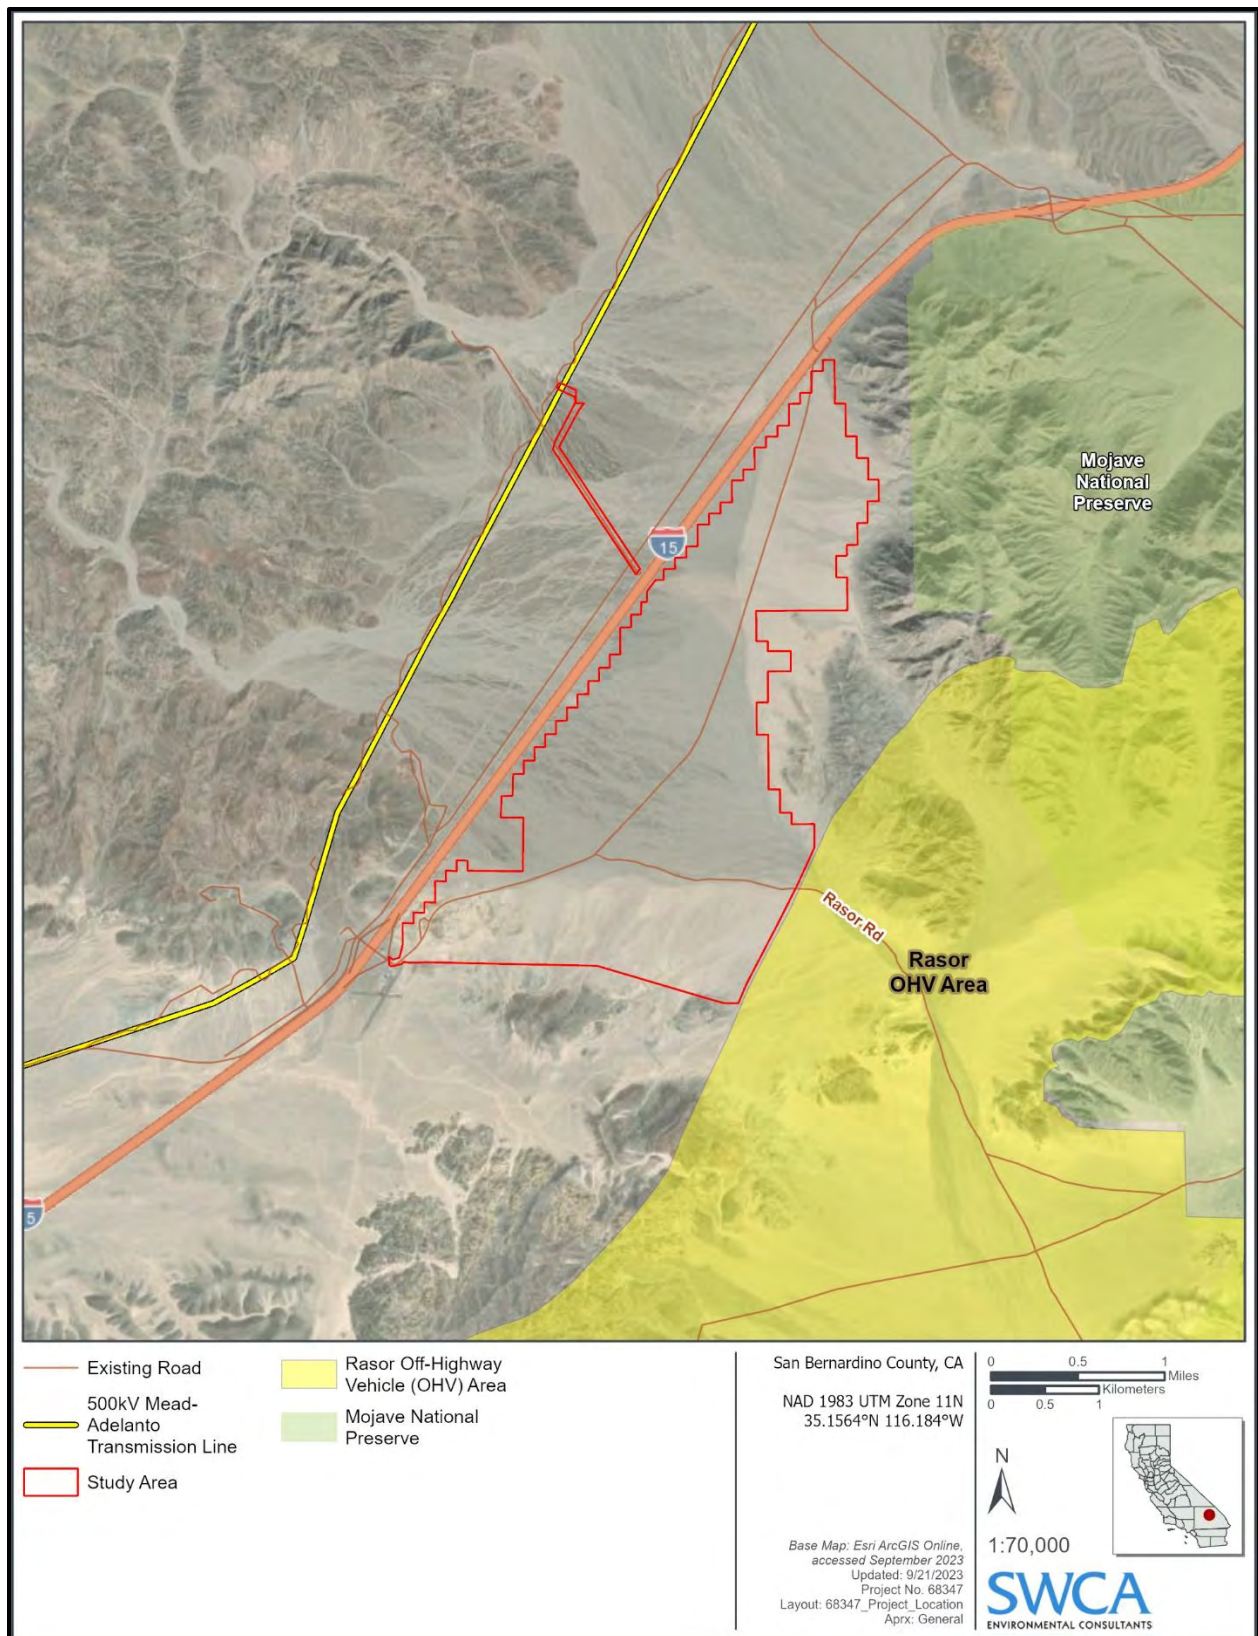 15
Mojave
National
Preserve
Rasor Rd
Rasor
OHV Area
5
Existing Road
500kV Mead-
Adelanto
Transmission Line
Study Area
Rasor Off-Highway
Vehicle (OHV) Area
Mojave National
Preserve
San Bernardino County, CA
NAD 1983 UTM Zone 11N
35.1564°N 116.184°W
Base Map: Esri ArcGIS Online,
accessed September 2023
Updated: 9/21/2023
Project No. 68347
Layout: 68347_Project_Location
Aprx: General
0 0.5 1
Miles
Kilometers
0 0.5 1
N
1:70,000
SWCA
ENVIRONMENTAL CONSULTANTS